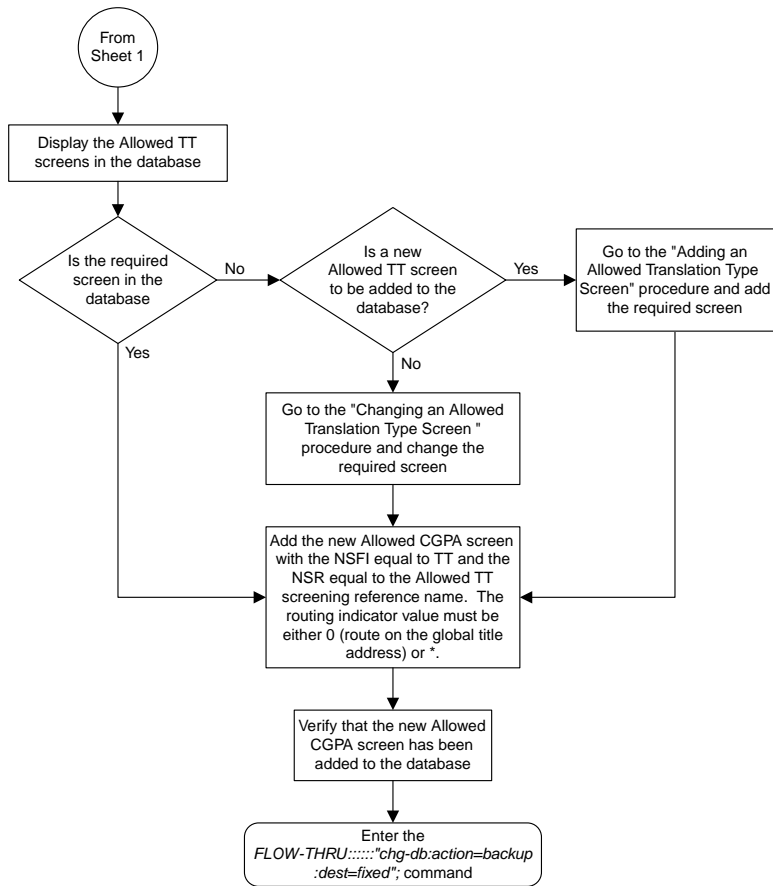 From
Sheet 1
Display the Allowed TT
screens in the database
Is the required
screen in the
database
No
Yes
Is a new
Allowed TT screen
to be added to the
database?
Yes
No
Go to the "Adding an
Allowed Translation Type
Screen" procedure and add
the required screen
Go to the "Changing an Allowed
Translation Type Screen "
procedure and change the
required screen
Add the new Allowed CGPA screen
with the NSFI equal to TT and the
NSR equal to the Allowed TT
screening reference name. The
routing indicator value must be
either 0 (route on the global title
address) or *.
Verify that the new Allowed
CGPA screen has been
added to the database
Enter the
FLOW-THRU::::::"chg-db:action=backup
:dest=fixed"; command